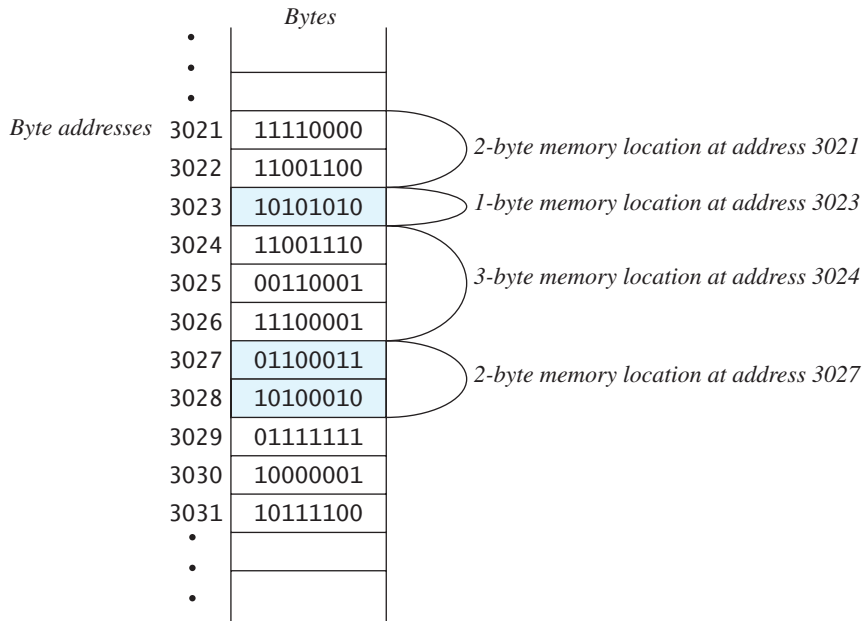 Bytes
Byte addresses 3021 11110000
2-byte memory location at address 3021
3022 11001100
3023 10101010 1-byte memory location at address 3023
3024 11001110
3025 00110001 3-byte memory location at address 3024
3026 11100001
3027 01100011
2-byte memory location at address 3027
3028 10100010
3029 01111111
3030 10000001
3031 10111100